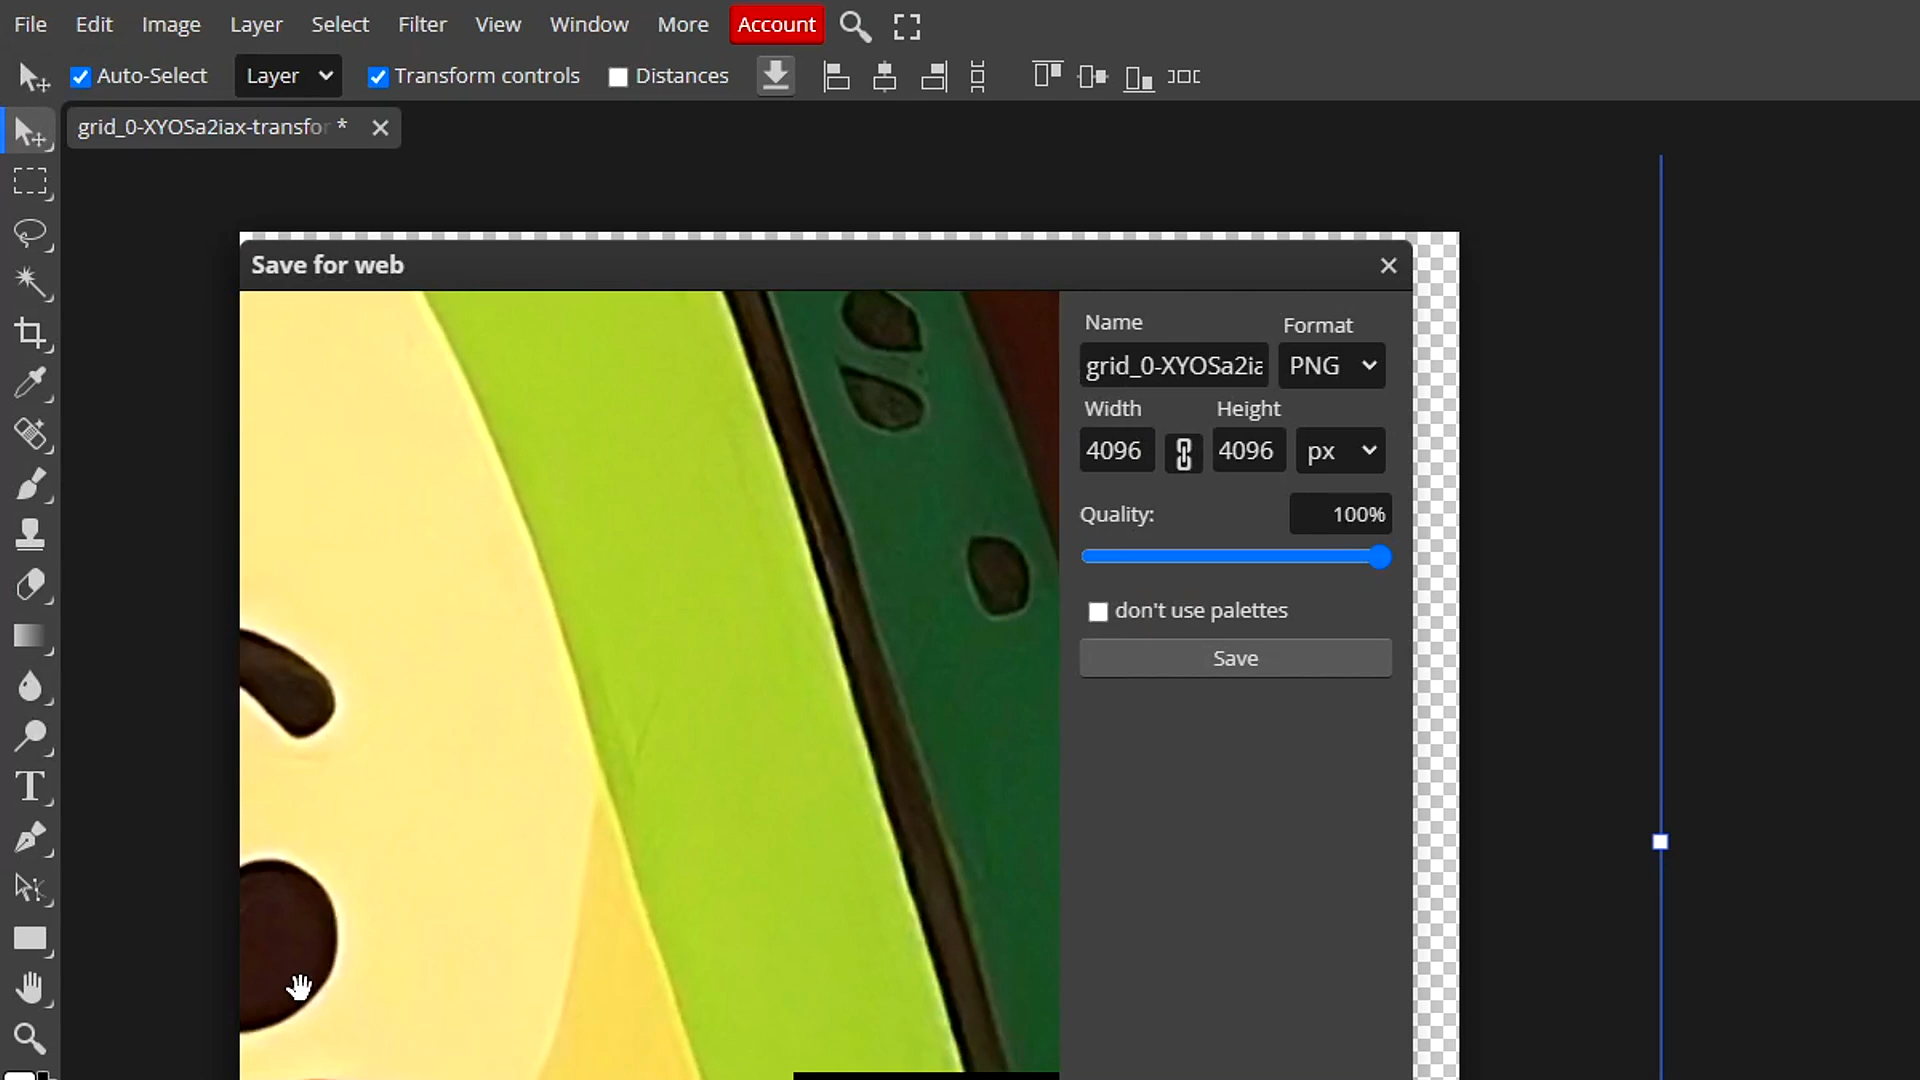 File Edit Image Layer Select Filter View Window More Account
Auto-Select Layer Transform controls Distances
grid_0-XYOSa2iax-transfor *
Save for web
Name Format
grid_0-XYOSa2ia PNG
Width Height
4096 4096 px
Quality: 100%
don't use palettes
Save